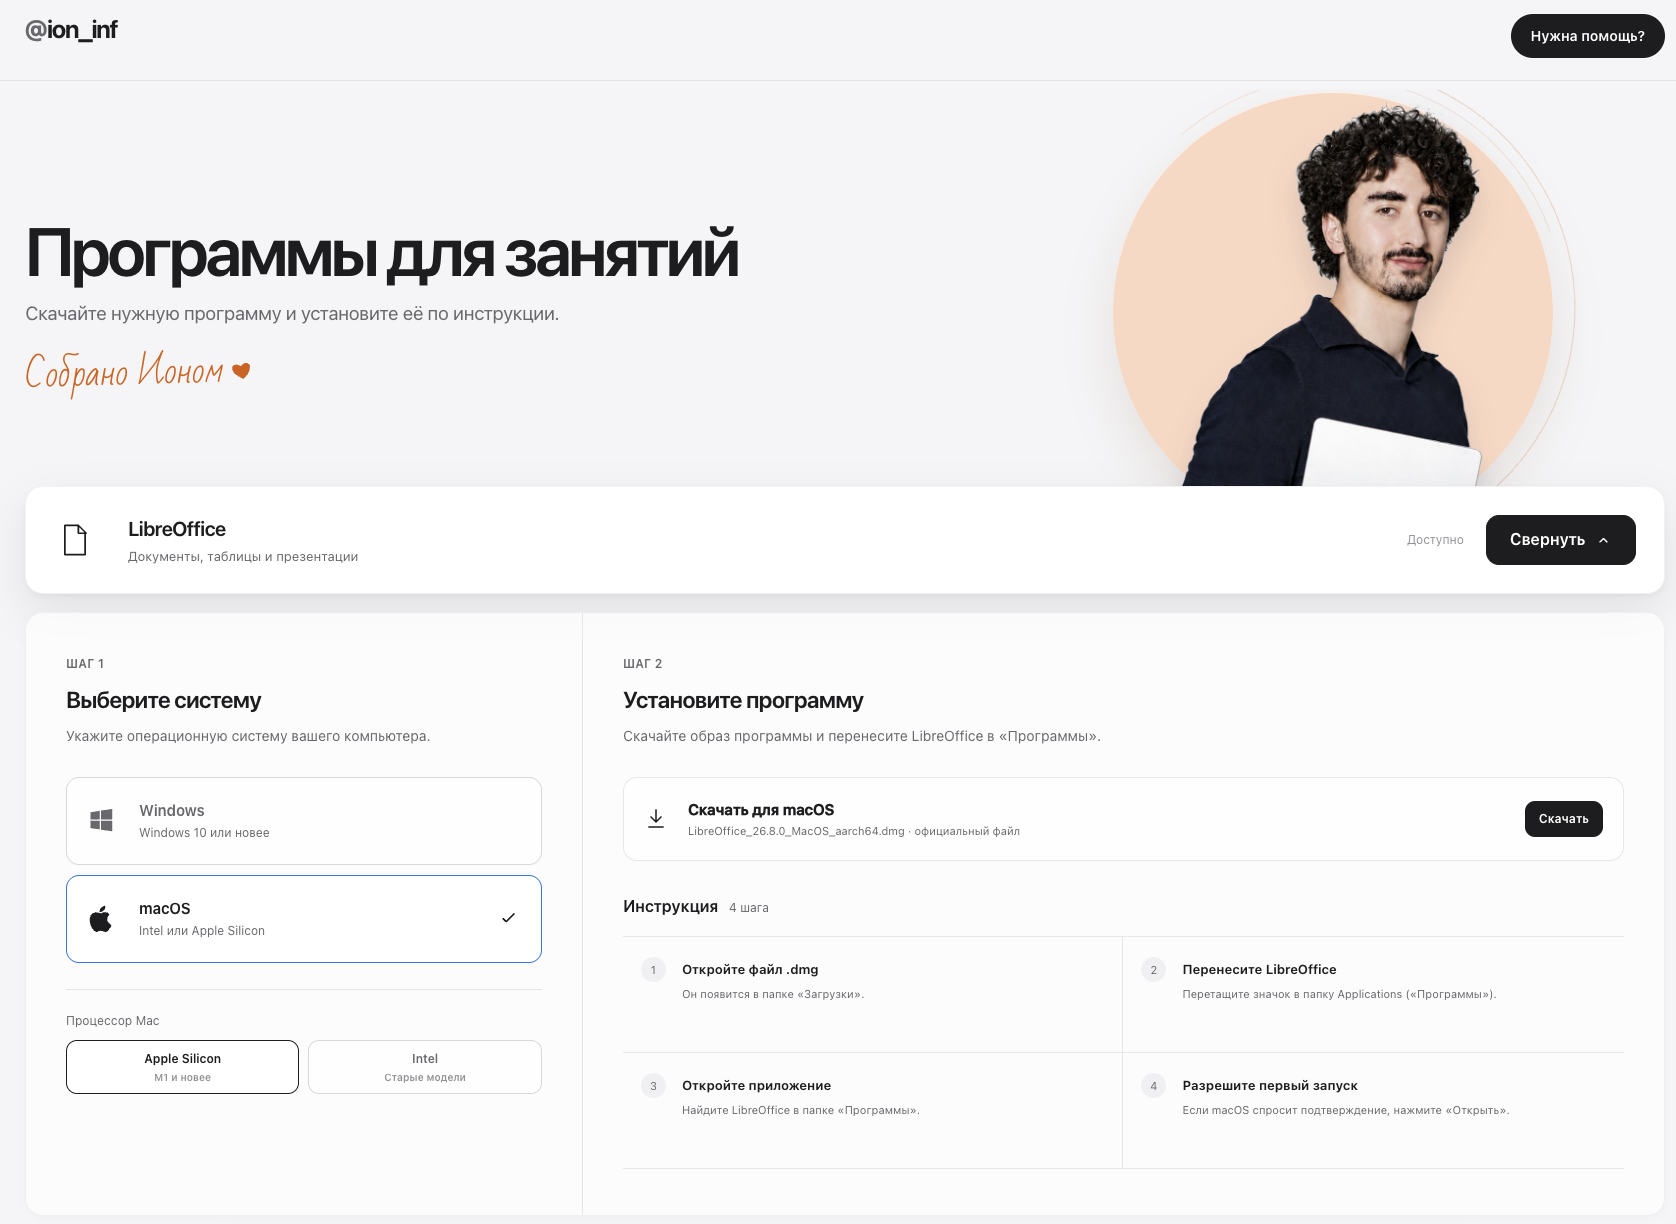 @ion_inf
Нужна помощь?
Программы для занятий
Скачайте нужную программу и установите её по инструкции.
Собрано Ионом
LibreOffice
Документы, таблицы и презентации
Доступно
Свернуть
ШАГ 1
Выберите систему
Укажите операционную систему вашего компьютера.
Windows
Windows 10 или новее
macOS
Intel или Apple Silicon
Процессор Mac
Apple Silicon
M1 и новее
Intel
Старые модели
ШАГ 2
Установите программу
Скачайте образ программы и перенесите LibreOffice в «Программы».
Скачать для macOS
LibreOffice_26.8.0_MacOS_aarch64.dmg · официальный файл
Скачать
Инструкция 4 шага
1 Откройте файл .dmg
Он появится в папке «Загрузки».
2 Перенесите LibreOffice
Перетащите значок в папку Applications («Программы»).
3 Откройте приложение
Найдите LibreOffice в папке «Программы».
4 Разрешите первый запуск
Если macOS спросит подтверждение, нажмите «Открыть».